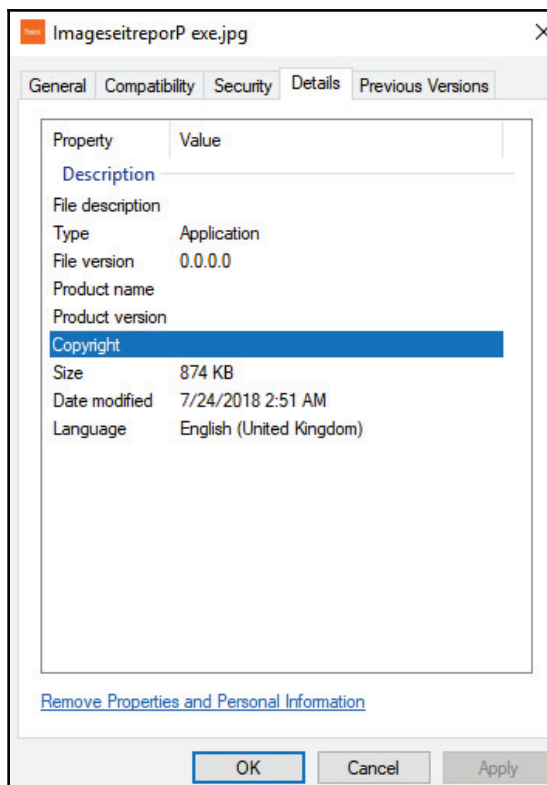 ImageseitreporP exe.jpg
General Compatibility Security Details Previous Versions
Property Value
Description
File description
Type Application
File version 0.0.0.0
Product name
Product version
Copyright
Size 874 KB
Date modified 7/24/2018 2:51 AM
Language English (United Kingdom)
Remove Properties and Personal Information
OK Cancel Apply